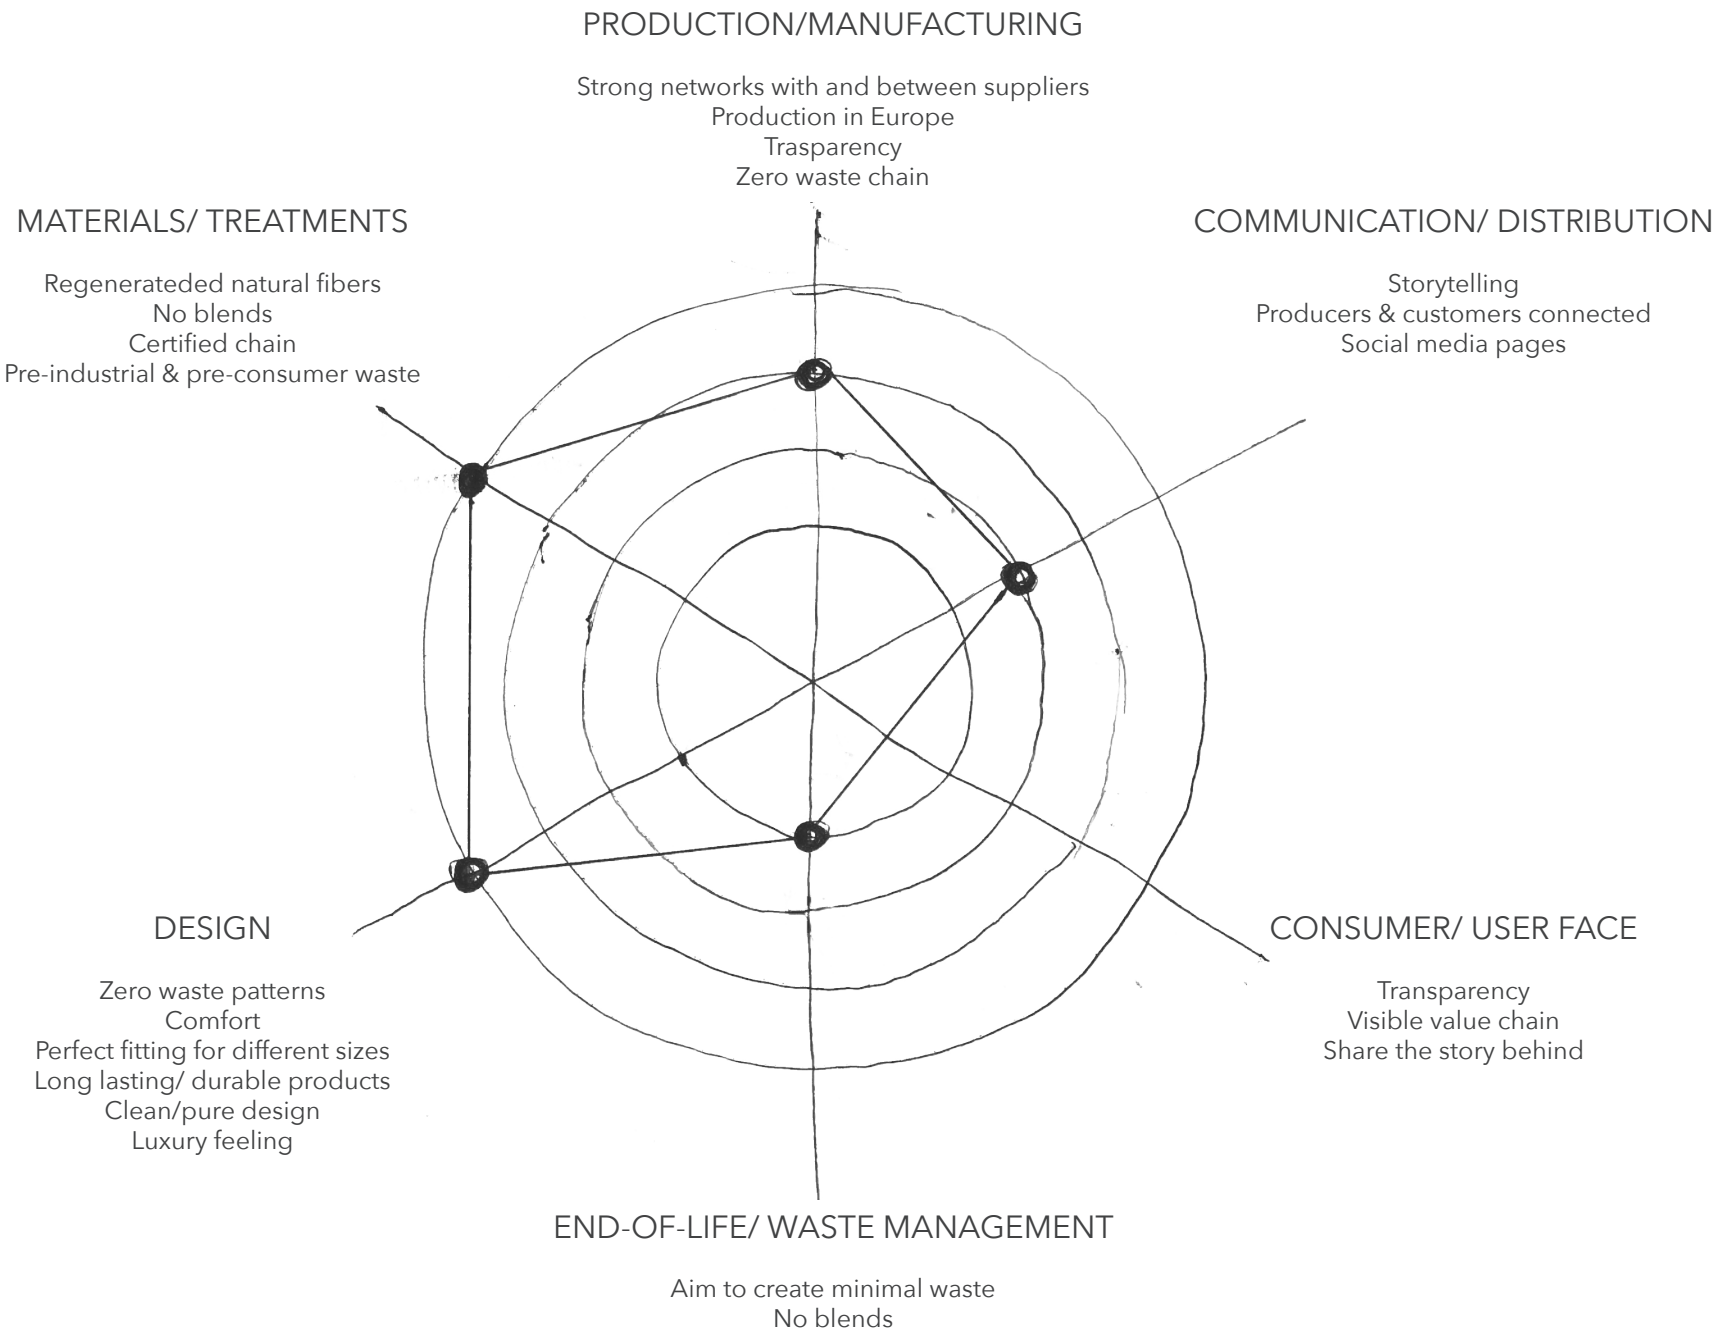 PRODUCTION/MANUFACTURING
Strong networks with and between suppliers
Production in Europe
Trasparency
Zero waste chain
MATERIALS/ TREATMENTS
Regenerateded natural fibers
No blends
Certified chain
Pre-industrial & pre-consumer waste
COMMUNICATION/ DISTRIBUTION
Storytelling
Producers & customers connected
Social media pages
DESIGN
Zero waste patterns
Comfort
Perfect fitting for different sizes
Long lasting/ durable products
Clean/pure design
Luxury feeling
CONSUMER/ USER FACE
Transparency
Visible value chain
Share the story behind
END-OF-LIFE/ WASTE MANAGEMENT
Aim to create minimal waste
No blends